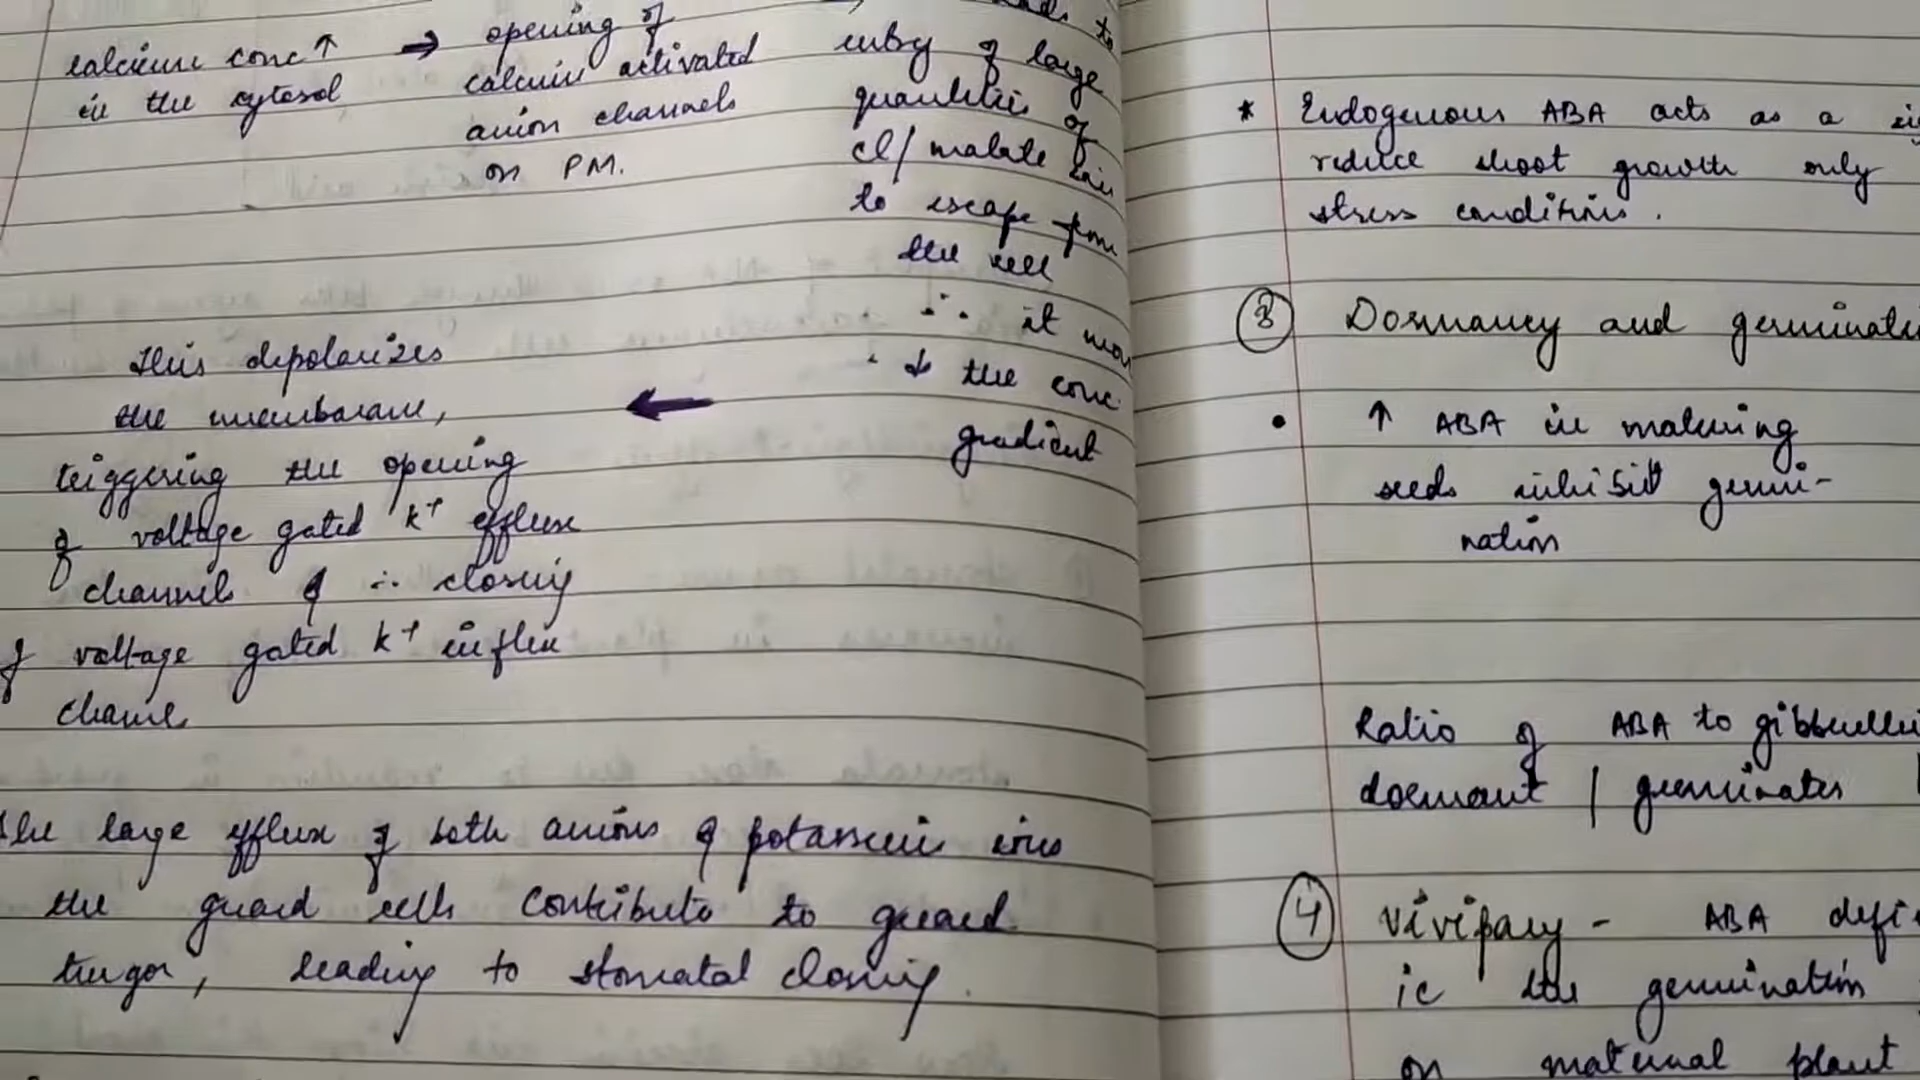 calcium conc ↑ → opening of
in the cytosol
calcium activated
anion channels
on PM.
to
entry of large
quantities of
cl/ malate
to escape from
the cell
∴ it
↓ the conc.
gradient
←
this depolarizes
the membarane,
triggering the opening
of voltage gated K+ efflux
channels & ∴ closing
of voltage gated K+ influx
channel
the large efflux of both anions & potassium ions
the guard cells contribute to guard
turgor, leading to stomatal closing.
* Endogenous ABA acts as a
reduce shoot growth only
stress conditions.
③ Dormancy and
• ↑ ABA in maturing
seeds inhibit germi-
nation
Ratio of ABA to
dormant / germinates
④ Vivipary - ABA
ie the germination
on maternal plant